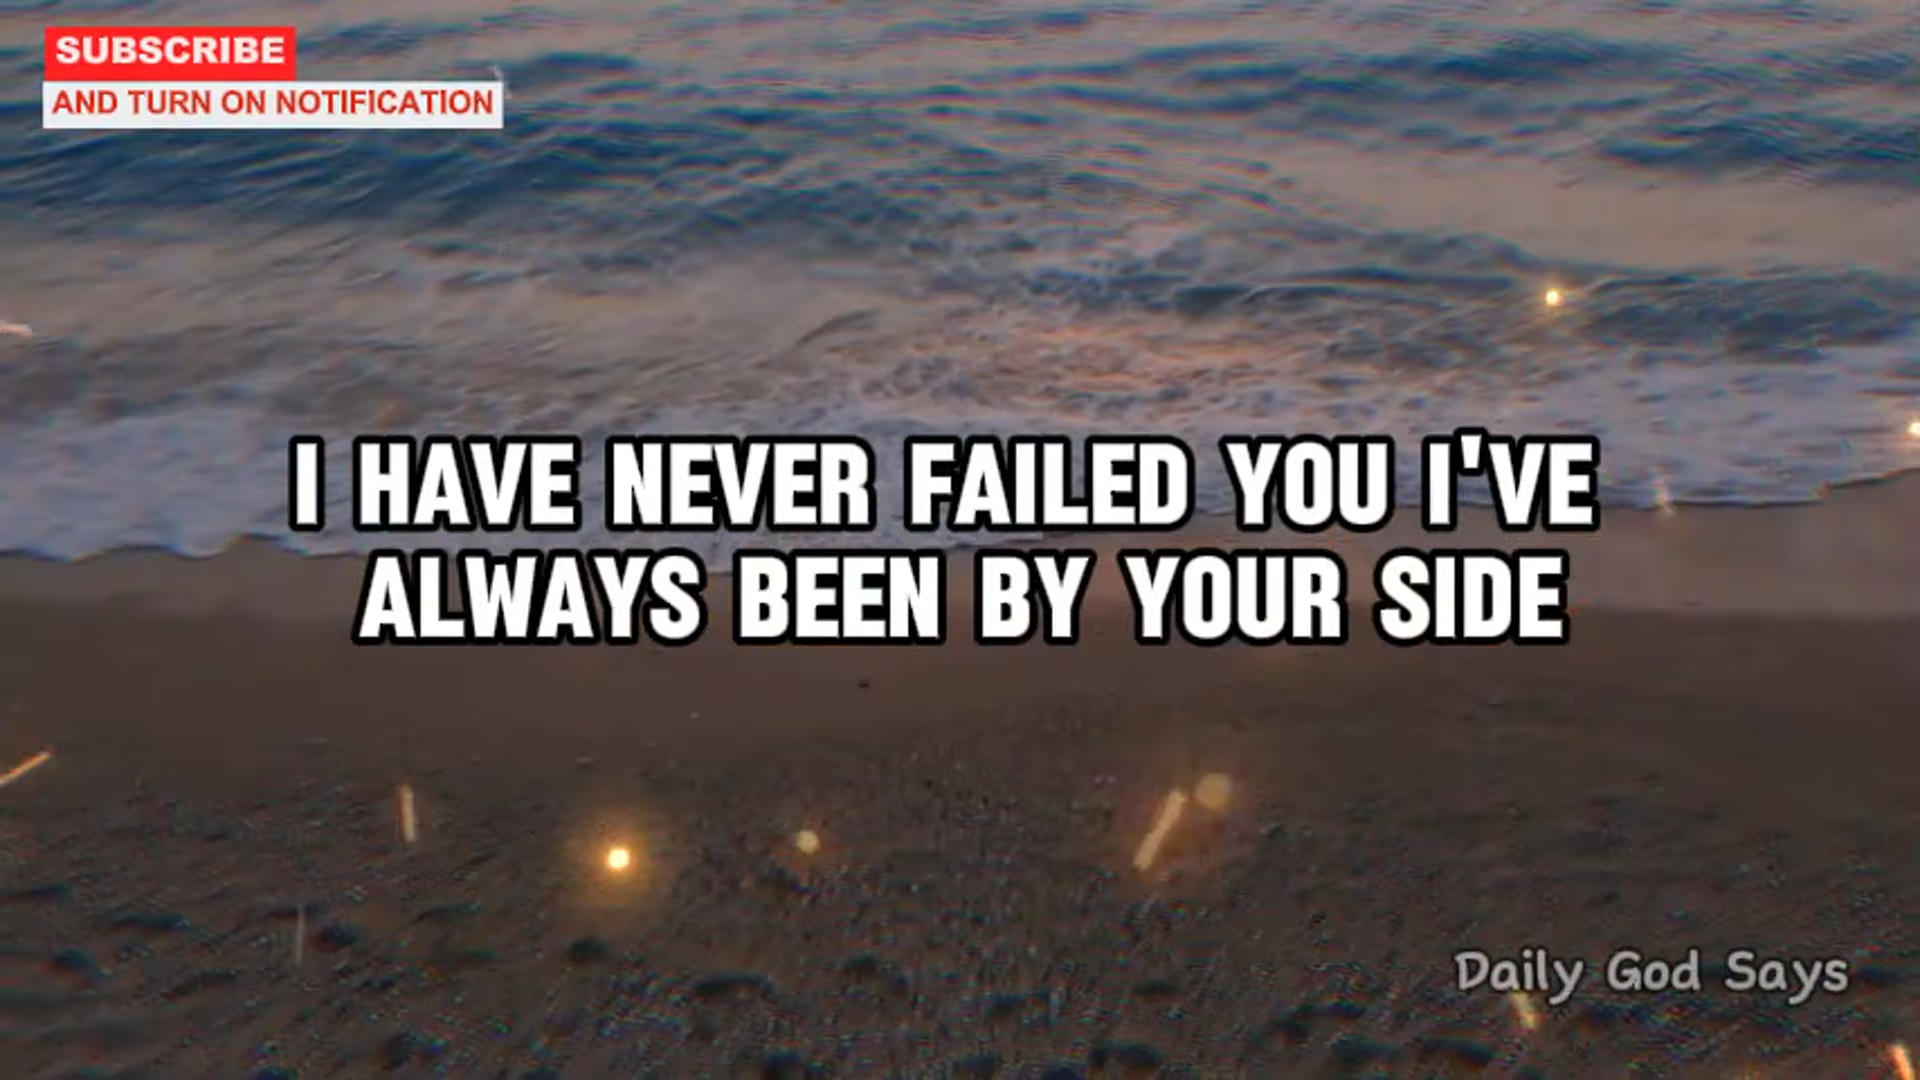 SUBSCRIBE
AND TURN ON NOTIFICATION
I HAVE NEVER FAILED YOU I'VE
ALWAYS BEEN BY YOUR SIDE
Daily God Says